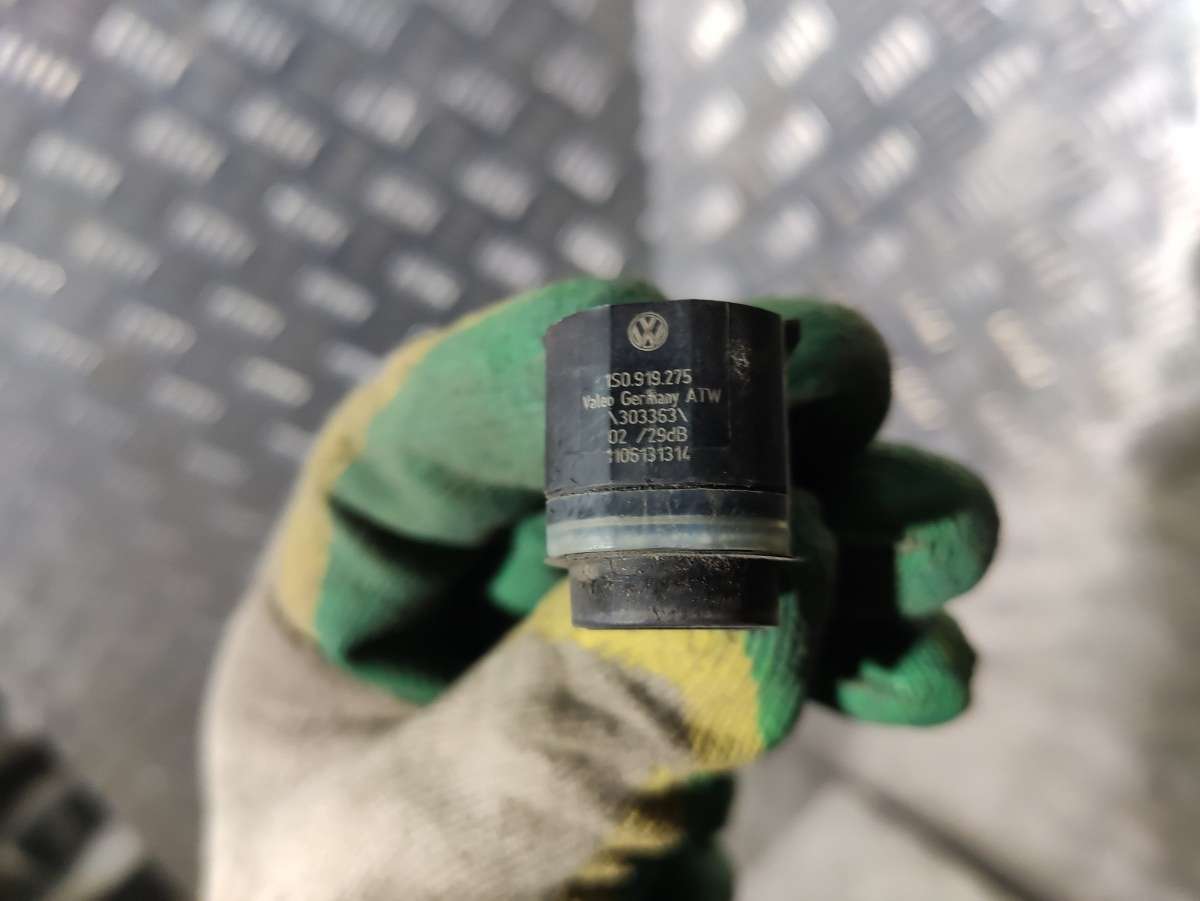 1S0.919.275
Valeo Germany ATW
\303363\
02 /29dB
1106131314